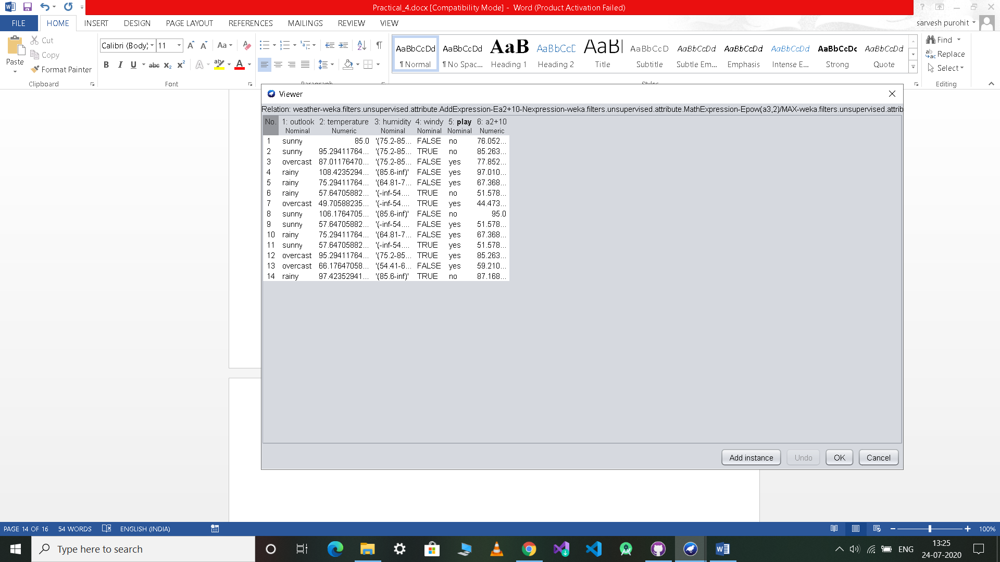 Practical_4.docx [Compatibility Mode] - Word (Product Activation Failed)
FILE HOME INSERT DESIGN PAGE LAYOUT REFERENCES MAILINGS REVIEW VIEW sarvesh purohit
Paste Cut Copy Format Painter
Calibri (Body) 11
AaBbCcDd AaBbCcDd AaB AaBbCcD AaBl AaBbCcD AaBbCcDd AaBbCcDd AaBbCcDd AaBbCcDc AaBbCcDd
¶ Normal ¶ No Spac... Heading 1 Heading 2 Title Subtitle Subtle Em... Emphasis Intense E... Strong Quote
Find Replace Select
Clipboard Font Paragraph Styles Editing
Viewer
Relation: weather-weka.filters.unsupervised.attribute.AddExpression-Ea2+10-Nexpression-weka.filters.unsupervised.attribute.MathExpression-Epow(a3,2)/MAX-weka.filters.unsupervised.attrib
No. 1: outlook 2: temperature 3: humidity 4: windy 5: play 6: a2+10
Nominal Numeric Nominal Nominal Nominal Numeric
1 sunny 85.0 '(75.2-85... FALSE no 76.052...
2 sunny 95.29411764... '(75.2-85... TRUE no 85.263...
3 overcast 87.01176470... '(75.2-85... FALSE yes 77.852...
4 rainy 108.4235294... '(85.6-inf)' FALSE yes 97.010...
5 rainy 75.29411764... '(64.81-7... FALSE yes 67.368...
6 rainy 57.64705882... '(-inf-54.... TRUE no 51.578...
7 overcast 49.70588235... '(-inf-54.... TRUE yes 44.473...
8 sunny 106.1764705... '(85.6-inf)' FALSE no 95.0
9 sunny 57.64705882... '(-inf-54.... FALSE yes 51.578...
10 rainy 75.29411764... '(64.81-7... FALSE yes 67.368...
11 sunny 57.64705882... '(-inf-54.... TRUE yes 51.578...
12 overcast 95.29411764... '(75.2-85... TRUE yes 85.263...
13 overcast 66.17647058... '(54.41-6... FALSE yes 59.210...
14 rainy 97.42352941... '(85.6-inf)' TRUE no 87.168...
Add instance Undo OK Cancel
PAGE 14 OF 16 54 WORDS ENGLISH (INDIA) 100%
Type here to search ENG 13:25
24-07-2020